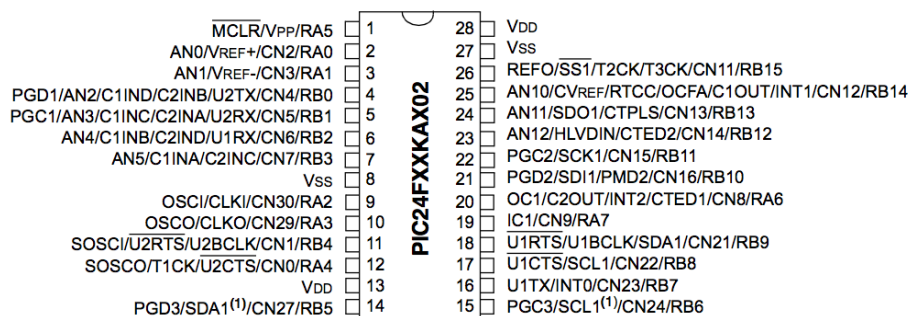 MCLR/VPP/RA5 1
AN0/VREF+/CN2/RA0 2
AN1/VREF-/CN3/RA1 3
PGD1/AN2/C1IND/C2INB/U2TX/CN4/RB0 4
PGC1/AN3/C1INC/C2INA/U2RX/CN5/RB1 5
AN4/C1INB/C2IND/U1RX/CN6/RB2 6
AN5/C1INA/C2INC/CN7/RB3 7
VSS 8
OSCI/CLKI/CN30/RA2 9
OSCO/CLKO/CN29/RA3 10
SOSCI/U2RTS/U2BCLK/CN1/RB4 11
SOSCO/T1CK/U2CTS/CN0/RA4 12
VDD 13
PGD3/SDA1(1)/CN27/RB5 14
PIC24FXXKAX02
28 VDD
27 VSS
26 REFO/SS1/T2CK/T3CK/CN11/RB15
25 AN10/CVREF/RTCC/OCFA/C1OUT/INT1/CN12/RB14
24 AN11/SDO1/CTPLS/CN13/RB13
23 AN12/HLVDIN/CTED2/CN14/RB12
22 PGC2/SCK1/CN15/RB11
21 PGD2/SDI1/PMD2/CN16/RB10
20 OC1/C2OUT/INT2/CTED1/CN8/RA6
19 IC1/CN9/RA7
18 U1RTS/U1BCLK/SDA1/CN21/RB9
17 U1CTS/SCL1/CN22/RB8
16 U1TX/INT0/CN23/RB7
15 PGC3/SCL1(1)/CN24/RB6